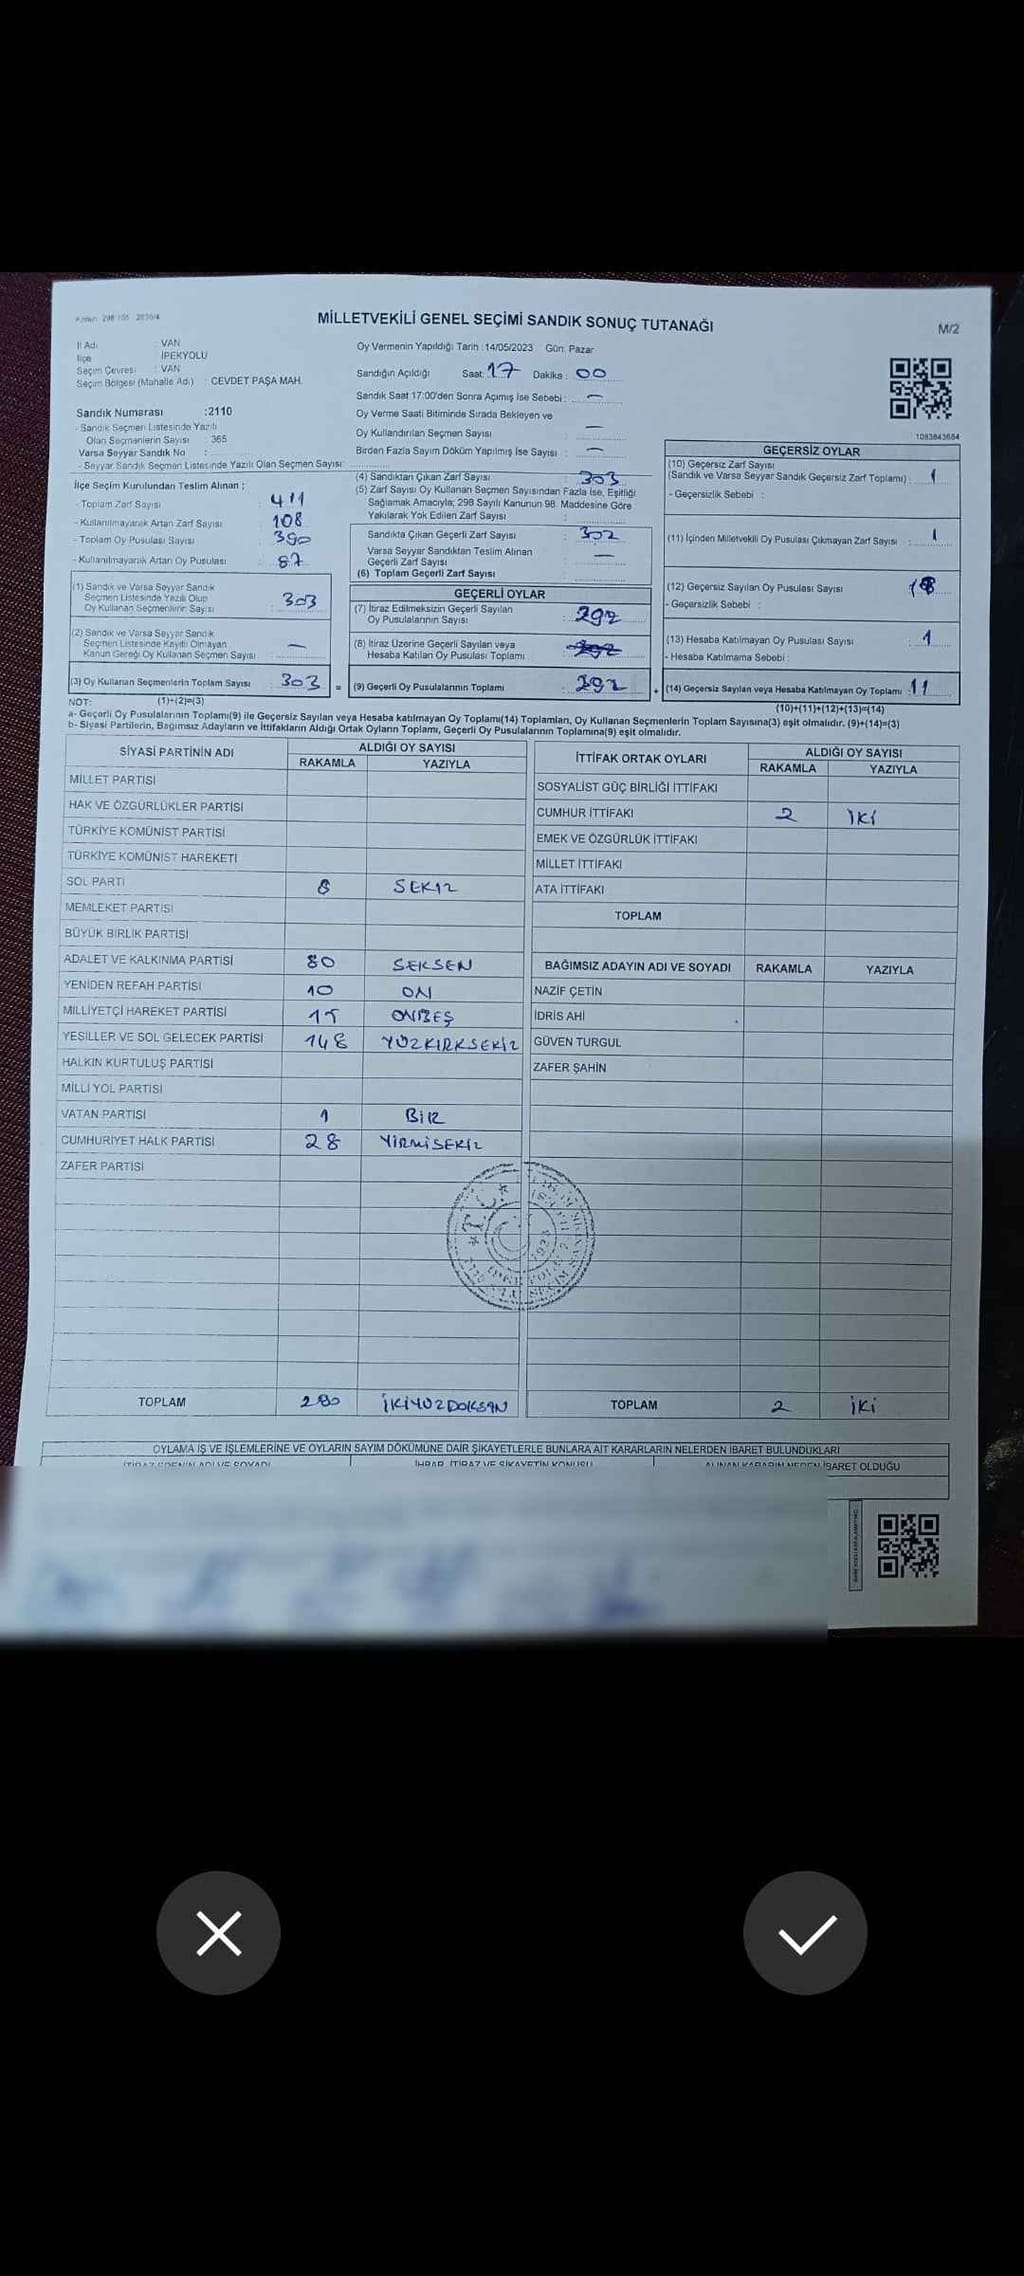 MİLLETVEKİLİ GENEL SEÇİMİ SANDIK SONUÇ TUTANAĞI
M/2
İl Adı : VAN
İlçe : İPEKYOLU
Seçim Çevresi : VAN
Seçim Bölgesi (Mahalle Adı) : CEVDET PAŞA MAH.
Sandık Numarası :2110
- Sandık Seçmen Listesinde Yazılı
Olan Seçmenlerin Sayısı : 365
Varsa Seyyar Sandık No :
- Seyyar Sandık Seçmen Listesinde Yazılı Olan Seçmen Sayısı:
Oy Vermenin Yapıldığı Tarih :14/05/2023 Gün: Pazar
Sandığın Açıldığı Saat: 17 Dakika : 00
Sandık Saat 17:00'den Sonra Açılmış İse Sebebi : —
Oy Verme Saati Bitiminde Sırada Bekleyen ve
Oy Kullandırılan Seçmen Sayısı : —
Birden Fazla Sayım Döküm Yapılmış İse Sayısı : —
1083843684
İlçe Seçim Kurulundan Teslim Alınan ;
- Toplam Zarf Sayısı : 411
- Kullanılmayarak Artan Zarf Sayısı : 108
- Toplam Oy Pusulası Sayısı : 390
- Kullanılmayarak Artan Oy Pusulası : 87
(1) Sandık ve Varsa Seyyar Sandık
Seçmen Listesinde Yazılı Olup
Oy Kullanan Seçmenlerin Sayısı : 303
(2) Sandık ve Varsa Seyyar Sandık
Seçmen Listesinde Kayıtlı Olmayan
Kanun Gereği Oy Kullanan Seçmen Sayısı —
(3) Oy Kullanan Seçmenlerin Toplam Sayısı 303
(4) Sandıktan Çıkan Zarf Sayısı : 303
(5) Zarf Sayısı Oy Kullanan Seçmen Sayısından Fazla İse, Eşitliği
Sağlamak Amacıyla; 298 Sayılı Kanunun 98. Maddesine Göre
Yakılarak Yok Edilen Zarf Sayısı :
Sandıkta Çıkan Geçerli Zarf Sayısı : 302
Varsa Seyyar Sandıktan Teslim Alınan
Geçerli Zarf Sayısı : —
(6) Toplam Geçerli Zarf Sayısı :
GEÇERLİ OYLAR
(7) İtiraz Edilmeksizin Geçerli Sayılan
Oy Pusulalarının Sayısı : 292
(8) İtiraz Üzerine Geçerli Sayılan veya
Hesaba Katılan Oy Pusulası Toplamı :
= (9) Geçerli Oy Pusulalarının Toplamı : 292
GEÇERSİZ OYLAR
(10) Geçersiz Zarf Sayısı
(Sandık ve Varsa Seyyar Sandık Geçersiz Zarf Toplamı) : 1
- Geçersizlik Sebebi :
(11) İçinden Milletvekili Oy Pusulası Çıkmayan Zarf Sayısı : 1
(12) Geçersiz Sayılan Oy Pusulası Sayısı
- Geçersizlik Sebebi :
(13) Hesaba Katılmayan Oy Pusulası Sayısı : 1
- Hesaba Katılmama Sebebi :
+ (14) Geçersiz Sayılan veya Hesaba Katılmayan Oy Toplamı : 11
NOT: (1)+(2)=(3)
(10)+(11)+(12)+(13)=(14)
a- Geçerli Oy Pusulalarının Toplamı(9) ile Geçersiz Sayılan veya Hesaba katılmayan Oy Toplamı(14) Toplamları, Oy Kullanan Seçmenlerin Toplam Sayısına(3) eşit olmalıdır. (9)+(14)=(3)
b- Siyasi Partilerin, Bağımsız Adayların ve İttifakların Aldığı Ortak Oyların Toplamı, Geçerli Oy Pusulalarının Toplamına(9) eşit olmalıdır.
SİYASİ PARTİNİN ADI ALDIĞI OY SAYISI
RAKAMLA YAZIYLA
MİLLET PARTİSİ
HAK VE ÖZGÜRLÜKLER PARTİSİ
TÜRKİYE KOMÜNİST PARTİSİ
TÜRKİYE KOMÜNİST HAREKETİ
SOL PARTİ 8 SEKİZ
MEMLEKET PARTİSİ
BÜYÜK BİRLİK PARTİSİ
ADALET VE KALKINMA PARTİSİ 80 SEKSEN
YENİDEN REFAH PARTİSİ 10 ON
MİLLİYETÇİ HAREKET PARTİSİ 15 ONBEŞ
YEŞİLLER VE SOL GELECEK PARTİSİ 148 YÜZKIRKSEKİZ
HALKIN KURTULUŞ PARTİSİ
MİLLİ YOL PARTİSİ
VATAN PARTİSİ 1 BİR
CUMHURİYET HALK PARTİSİ 28 YİRMİSEKİZ
ZAFER PARTİSİ
TOPLAM 290 İKİYÜZDOKSAN
İTTİFAK ORTAK OYLARI ALDIĞI OY SAYISI
RAKAMLA YAZIYLA
SOSYALİST GÜÇ BİRLİĞİ İTTİFAKI
CUMHUR İTTİFAKI 2 İKİ
EMEK VE ÖZGÜRLÜK İTTİFAKI
MİLLET İTTİFAKI
ATA İTTİFAKI
TOPLAM
BAĞIMSIZ ADAYIN ADI VE SOYADI RAKAMLA YAZIYLA
NAZİF ÇETİN
İDRİS AHİ
GÜVEN TURGUL
ZAFER ŞAHİN
TOPLAM 2 İKİ
T.C.
OYLAMA İŞ VE İŞLEMLERİNE VE OYLARIN SAYIM DÖKÜMÜNE DAİR ŞİKAYETLERLE BUNLARA AİT KARARLARIN NELERDEN İBARET BULUNDUKLARI
İTİRAZ EDENİN ADI VE SOYADI İHBAR, İTİRAZ VE ŞİKAYETİN KONUSU ALINAN KARARIN NEDEN İBARET OLDUĞU